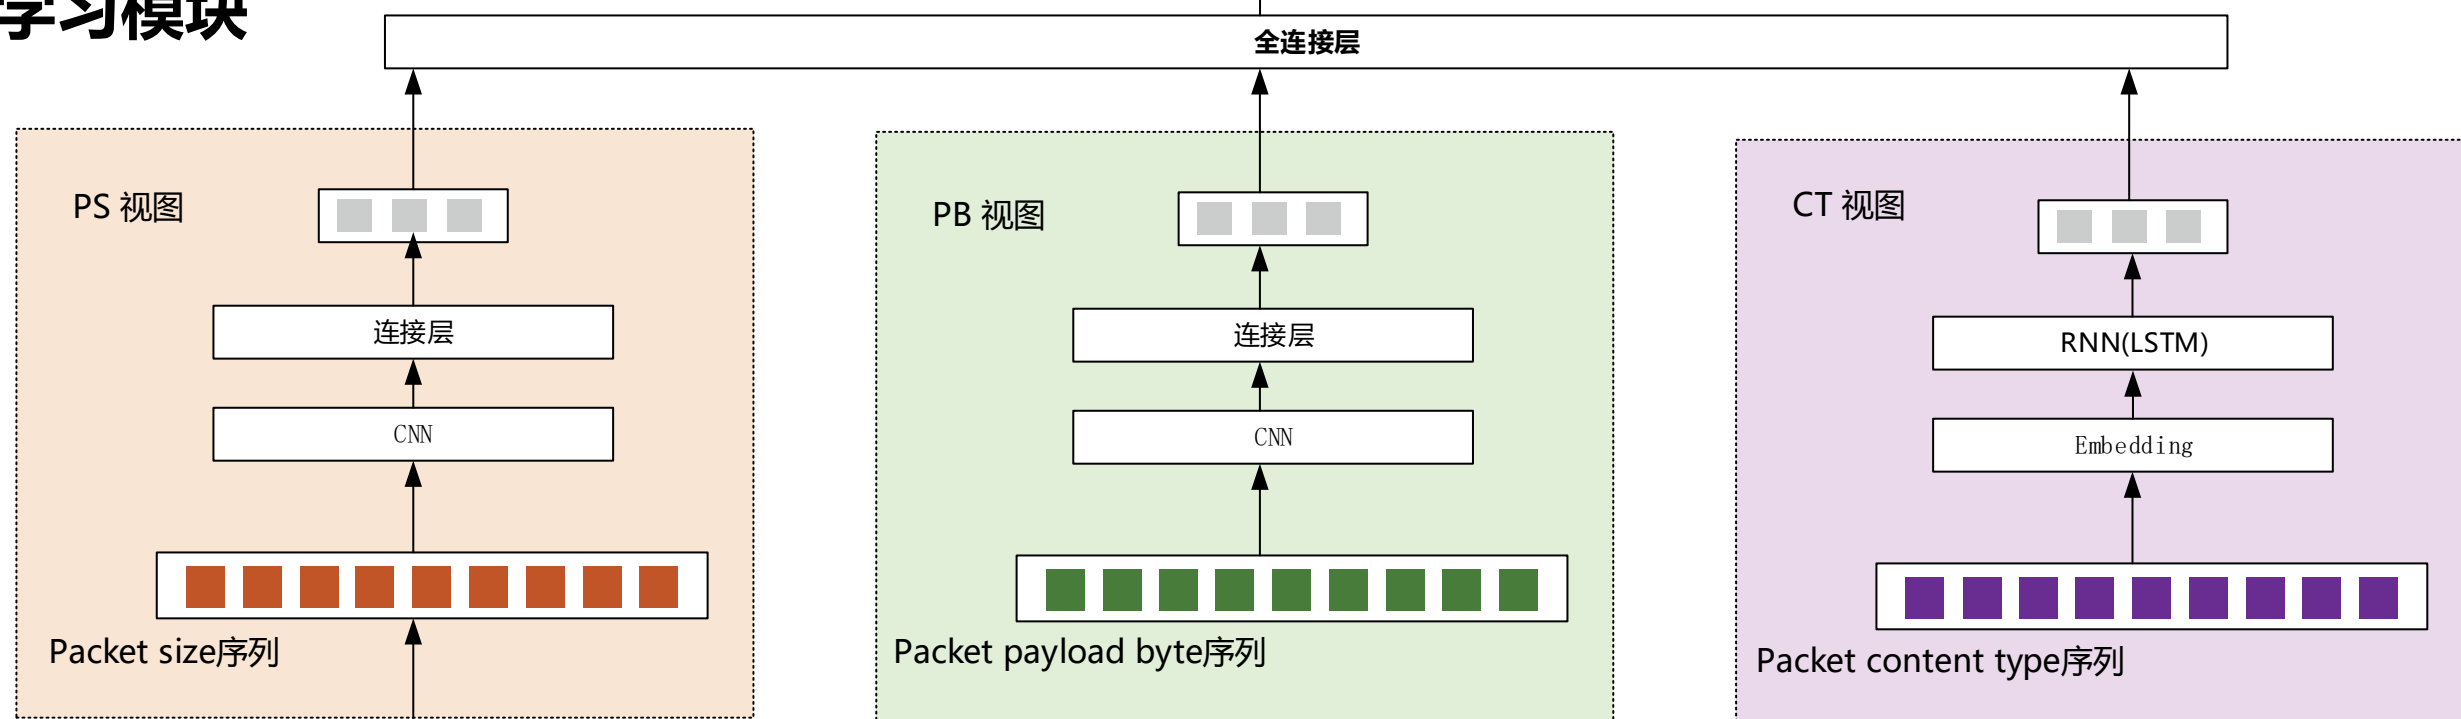 学习模块
全连接层
PS 视图
连接层
CNN
Packet size序列
PB 视图
连接层
CNN
Packet payload byte序列
CT 视图
RNN(LSTM)
Embedding
Packet content type序列